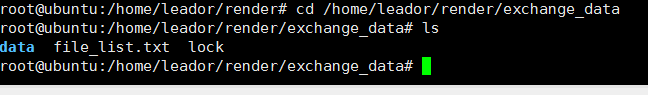 root@ubuntu:/home/leador/render# cd /home/leador/render/exchange_data
root@ubuntu:/home/leador/render/exchange_data# ls
data  file_list.txt  lock
root@ubuntu:/home/leador/render/exchange_data#